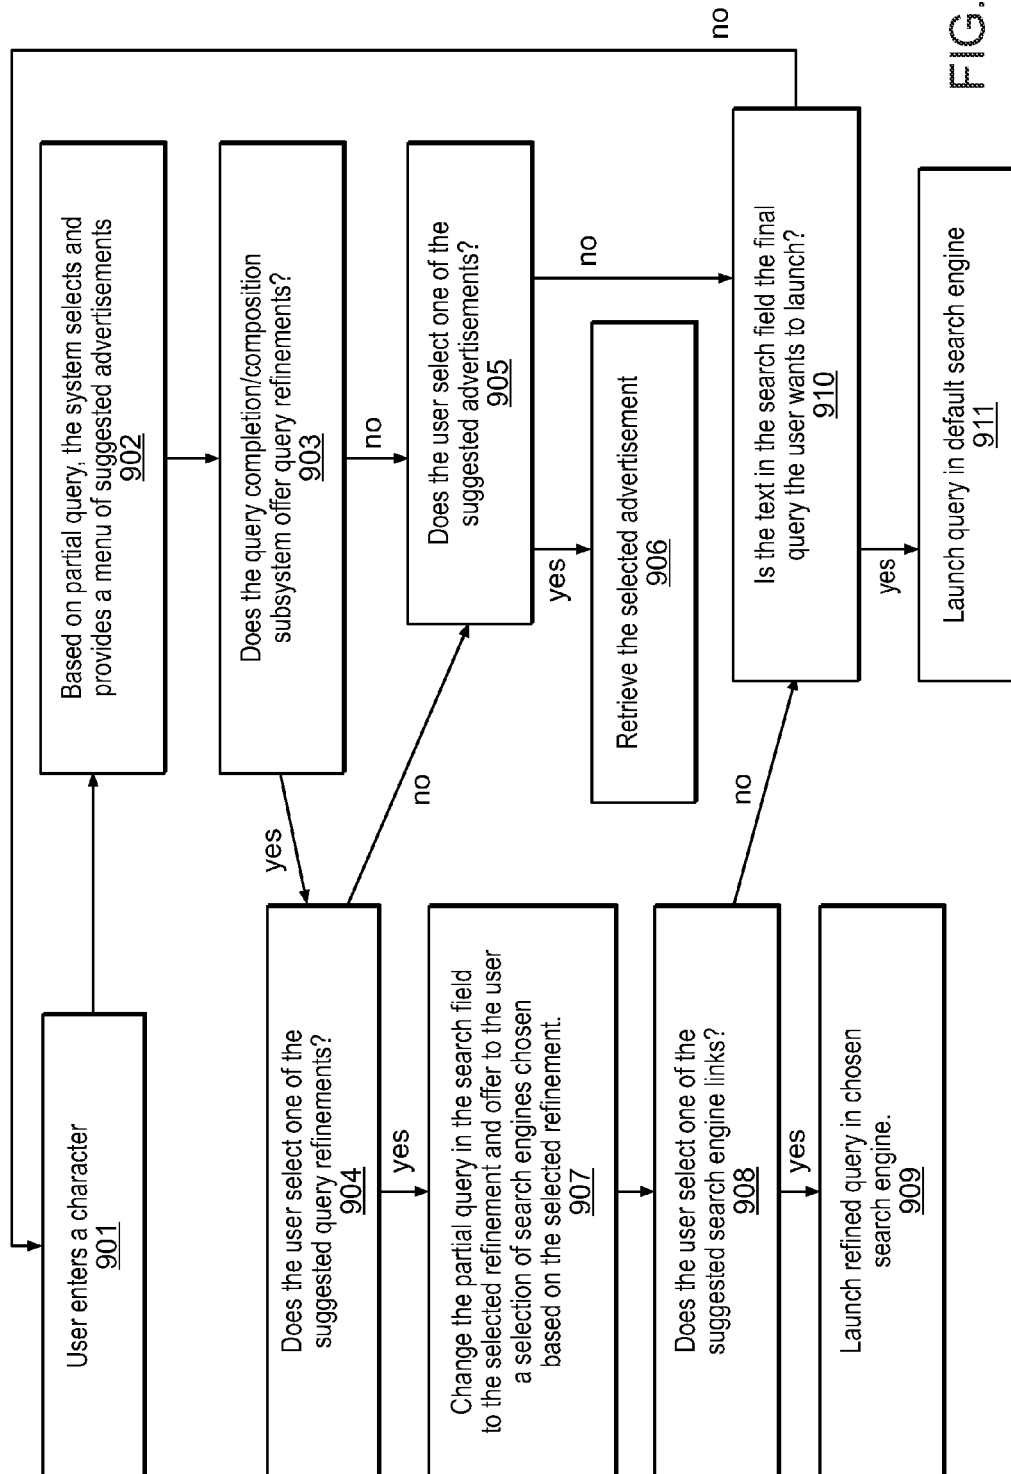 User enters a character
901
Based on partial query, the system selects and
provides a menu of suggested advertisements
902
Does the query completion/composition
subsystem offer query refinements?
903
yes
no
Does the user select one of the
suggested query refinements?
904
yes
no
Does the user select one of the
suggested advertisements?
905
yes
no
Retrieve the selected advertisement
906
Change the partial query in the search field
to the selected refinement and offer to the user
a selection of search engines chosen
based on the selected refinement.
907
Does the user select one of the
suggested search engine links?
908
yes
no
Launch refined query in chosen
search engine.
909
Is the text in the search field the final
query the user wants to launch?
910
yes
no
Launch query in default search engine
911
FIG.